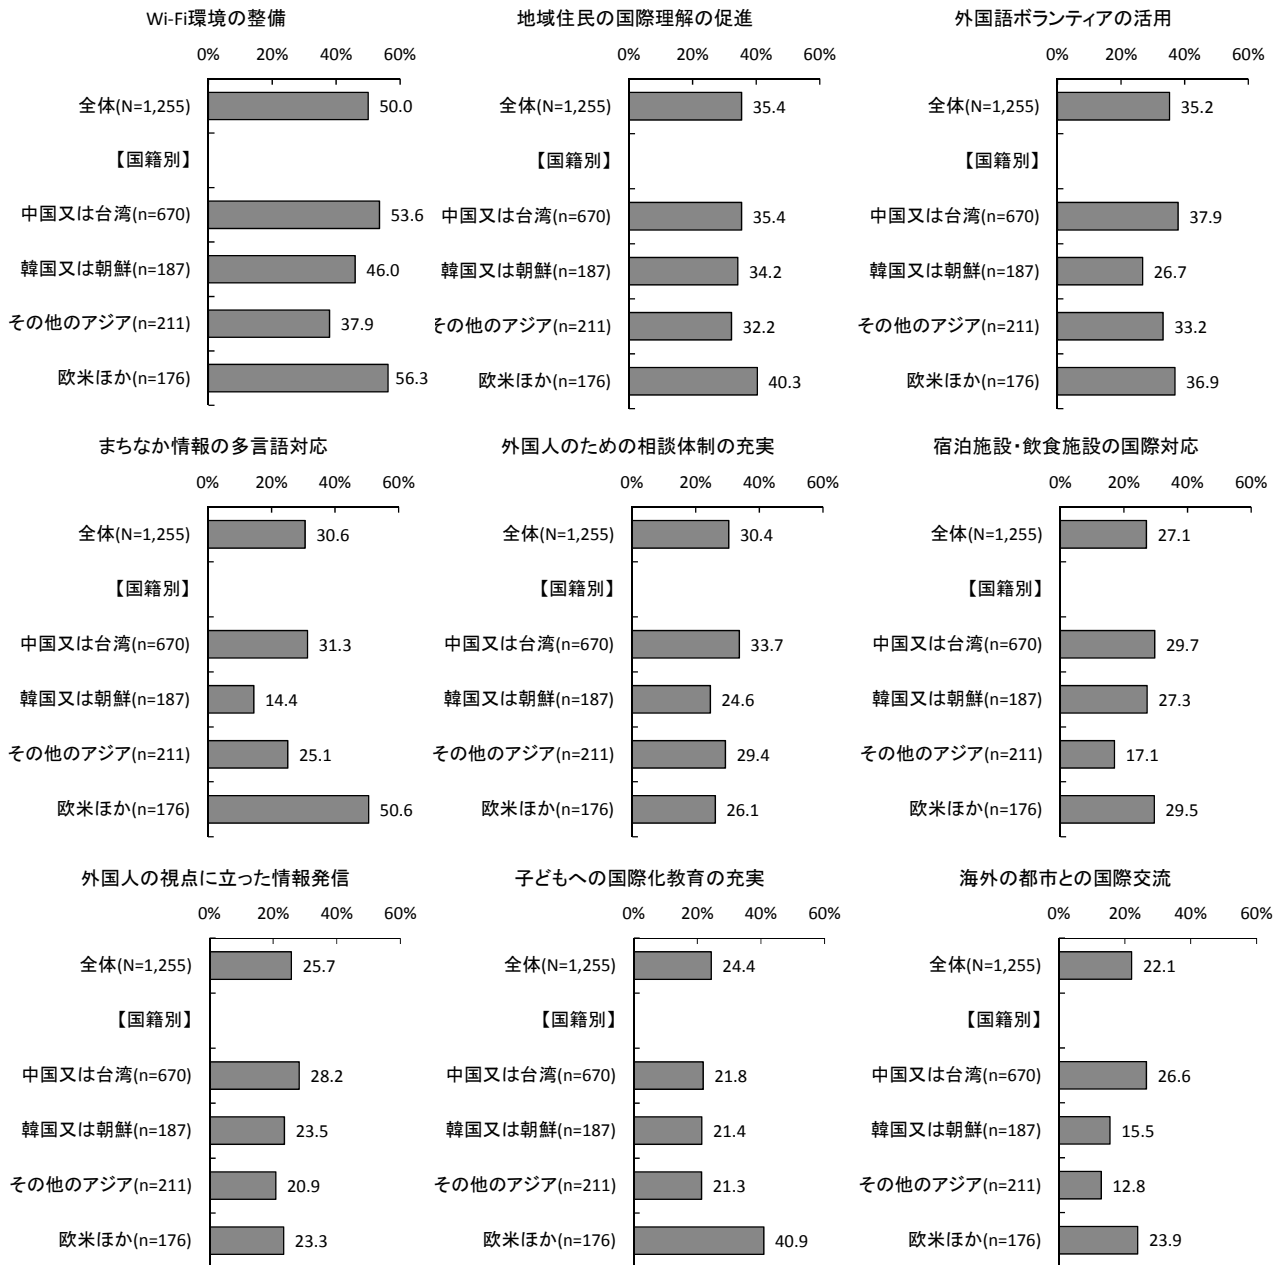 Wi-Fi環境の整備
0% 20% 40% 60%
全体(N=1,255) 50.0
【国籍別】
中国又は台湾(n=670) 53.6
韓国又は朝鮮(n=187) 46.0
その他のアジア(n=211) 37.9
欧米ほか(n=176) 56.3
地域住民の国際理解の促進
0% 20% 40% 60%
全体(N=1,255) 35.4
【国籍別】
中国又は台湾(n=670) 35.4
韓国又は朝鮮(n=187) 34.2
その他のアジア(n=211) 32.2
欧米ほか(n=176) 40.3
外国語ボランティアの活用
0% 20% 40% 60%
全体(N=1,255) 35.2
【国籍別】
中国又は台湾(n=670) 37.9
韓国又は朝鮮(n=187) 26.7
その他のアジア(n=211) 33.2
欧米ほか(n=176) 36.9
まちなか情報の多言語対応
0% 20% 40% 60%
全体(N=1,255) 30.6
【国籍別】
中国又は台湾(n=670) 31.3
韓国又は朝鮮(n=187) 14.4
その他のアジア(n=211) 25.1
欧米ほか(n=176) 50.6
外国人のための相談体制の充実
0% 20% 40% 60%
全体(N=1,255) 30.4
【国籍別】
中国又は台湾(n=670) 33.7
韓国又は朝鮮(n=187) 24.6
その他のアジア(n=211) 29.4
欧米ほか(n=176) 26.1
宿泊施設・飲食施設の国際対応
0% 20% 40% 60%
全体(N=1,255) 27.1
【国籍別】
中国又は台湾(n=670) 29.7
韓国又は朝鮮(n=187) 27.3
その他のアジア(n=211) 17.1
欧米ほか(n=176) 29.5
外国人の視点に立った情報発信
0% 20% 40% 60%
全体(N=1,255) 25.7
【国籍別】
中国又は台湾(n=670) 28.2
韓国又は朝鮮(n=187) 23.5
その他のアジア(n=211) 20.9
欧米ほか(n=176) 23.3
子どもへの国際化教育の充実
0% 20% 40% 60%
全体(N=1,255) 24.4
【国籍別】
中国又は台湾(n=670) 21.8
韓国又は朝鮮(n=187) 21.4
その他のアジア(n=211) 21.3
欧米ほか(n=176) 40.9
海外の都市との国際交流
0% 20% 40% 60%
全体(N=1,255) 22.1
【国籍別】
中国又は台湾(n=670) 26.6
韓国又は朝鮮(n=187) 15.5
その他のアジア(n=211) 12.8
欧米ほか(n=176) 23.9